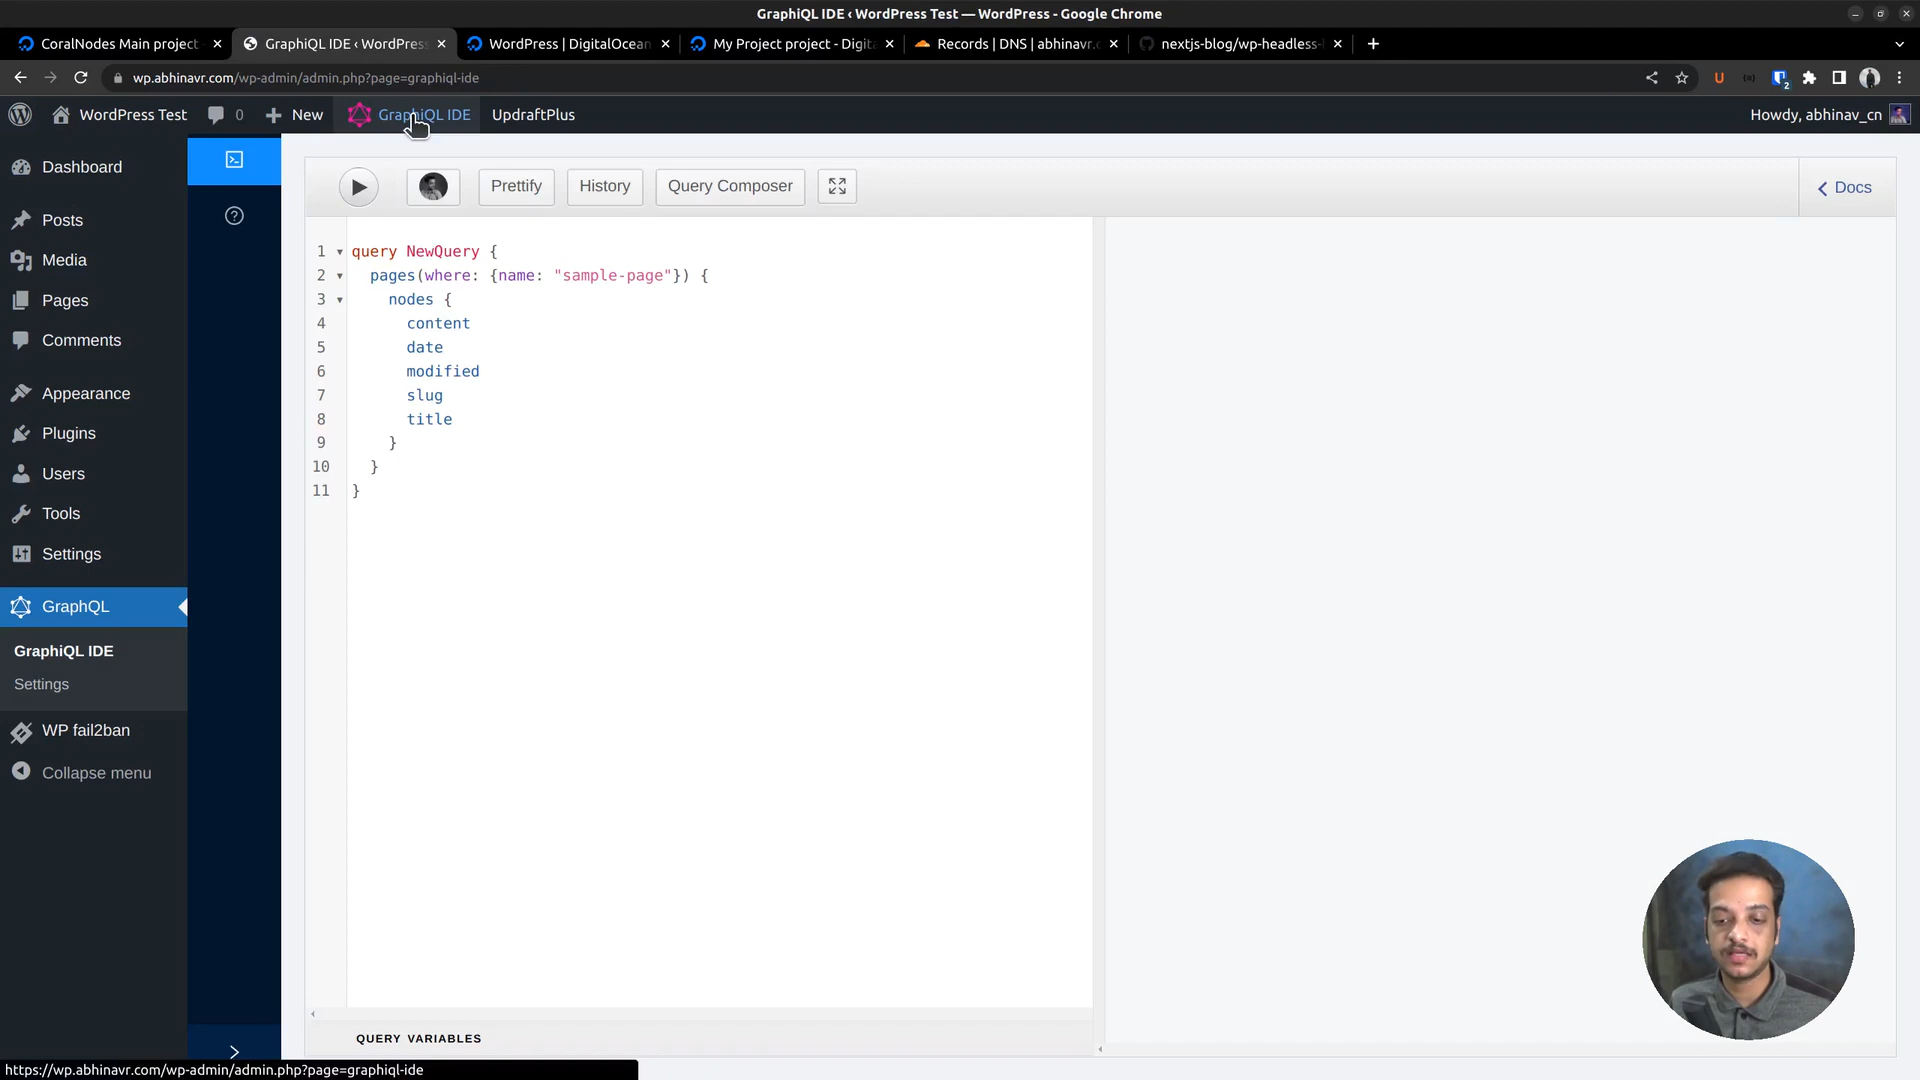 GraphiQL IDE ‹ WordPress Test — WordPress - Google Chrome
CoralNodes Main project
GraphiQL IDE ‹ WordPress
WordPress | DigitalOcean
My Project project - Digita
Records | DNS | abhinavr.c
nextjs-blog/wp-headless-
wp.abhinavr.com/wp-admin/admin.php?page=graphiql-ide
U
2
WordPress Test
0
New
GraphiQL IDE
UpdraftPlus
Howdy, abhinav_cn
Dashboard
Posts
Media
Pages
Comments
Appearance
Plugins
Users
Tools
Settings
GraphQL
GraphiQL IDE
Settings
WP fail2ban
Collapse menu
Prettify
History
Query Composer
Docs
1 query NewQuery {
2 pages(where: {name: "sample-page"}) {
3 nodes {
4 content
5 date
6 modified
7 slug
8 title
9 }
10 }
11 }
QUERY VARIABLES
https://wp.abhinavr.com/wp-admin/admin.php?page=graphiql-ide